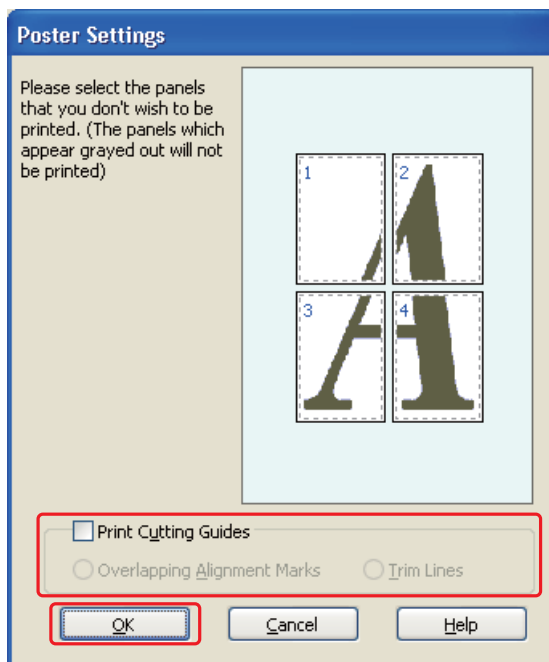 Poster Settings
Please select the panels
that you don't wish to be
printed. (The panels which
appear grayed out will not
be printed)
1
2
3
4
Print Cutting Guides
Overlapping Alignment Marks
Trim Lines
OK
Cancel
Help